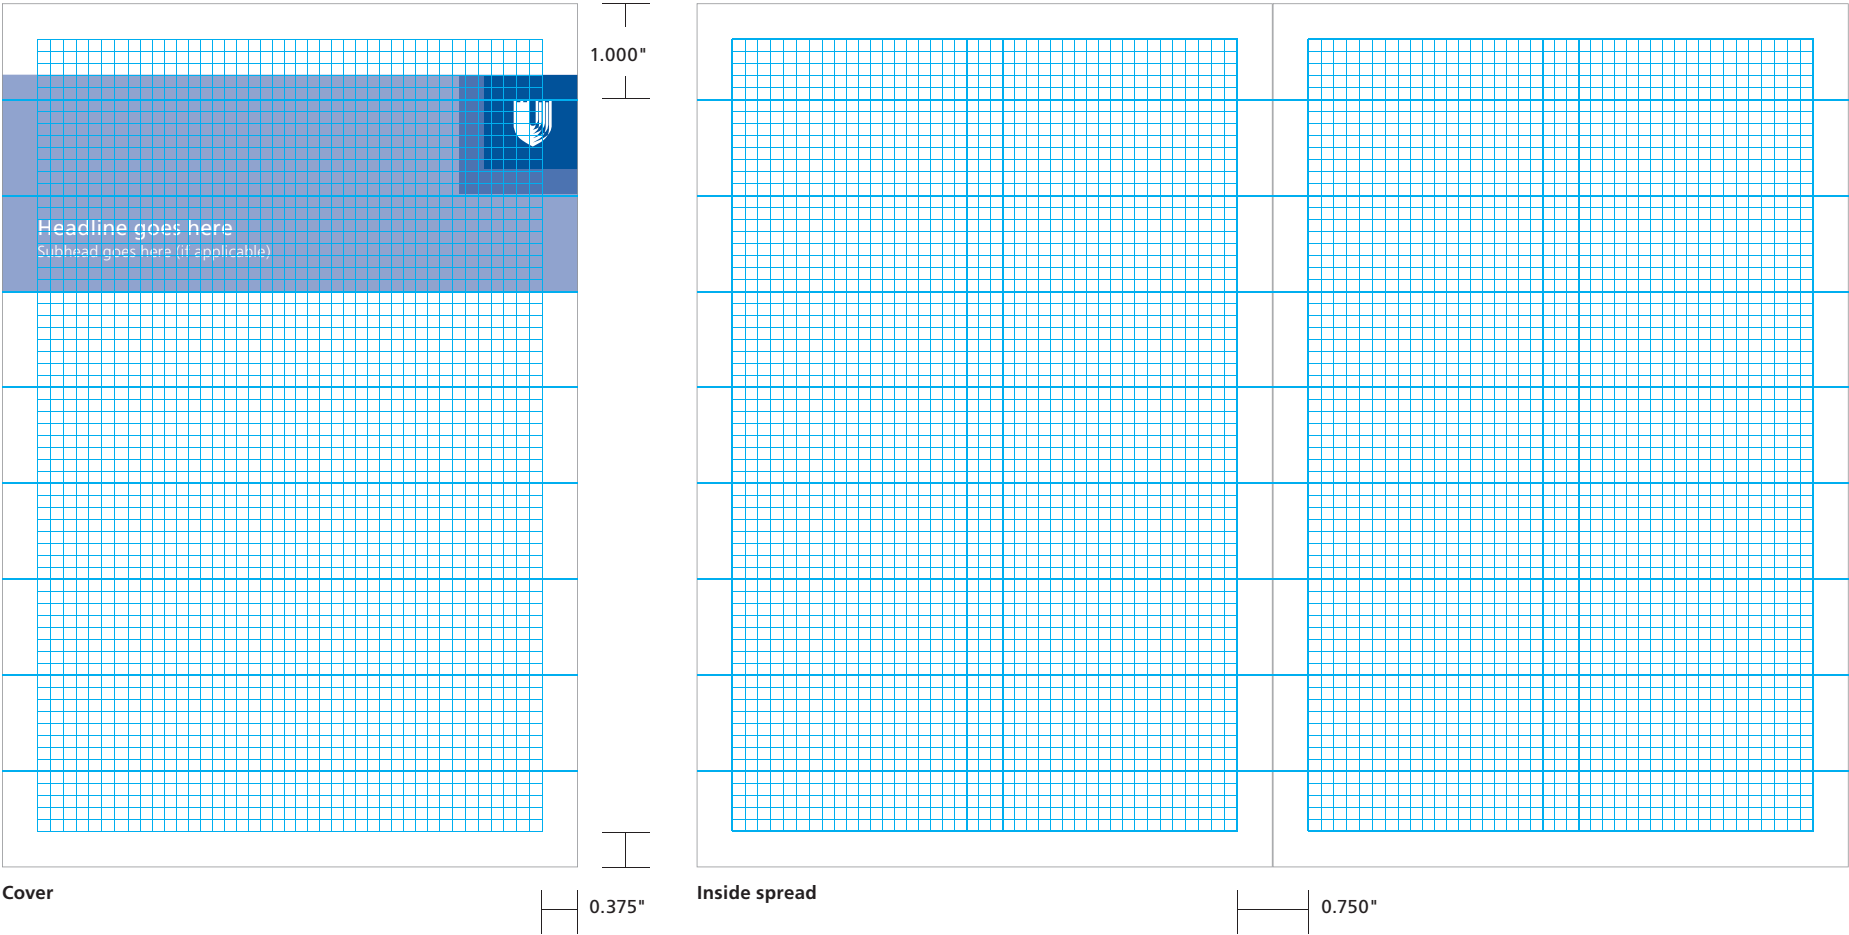 1.000"
Headline goes here
Subhead goes here (if applicable)
Cover
0.375"
Inside spread
0.750"